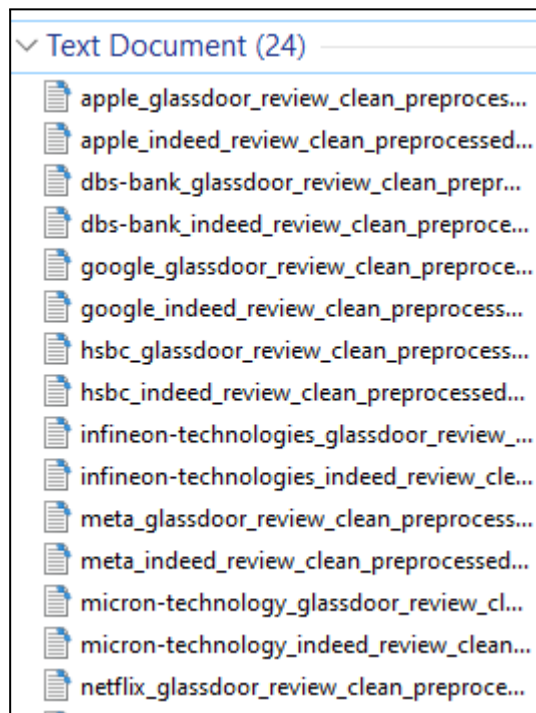 Text Document (24)
apple_glassdoor_review_clean_preproces...
apple_indeed_review_clean_preprocessed...
dbs-bank_glassdoor_review_clean_prepr...
dbs-bank_indeed_review_clean_preproce...
google_glassdoor_review_clean_preproce...
google_indeed_review_clean_preprocess...
hsbc_glassdoor_review_clean_preprocess...
hsbc_indeed_review_clean_preprocessed...
infineon-technologies_glassdoor_review_...
infineon-technologies_indeed_review_cle...
meta_glassdoor_review_clean_preprocess...
meta_indeed_review_clean_preprocessed...
micron-technology_glassdoor_review_cl...
micron-technology_indeed_review_clean...
netflix_glassdoor_review_clean_preproce...